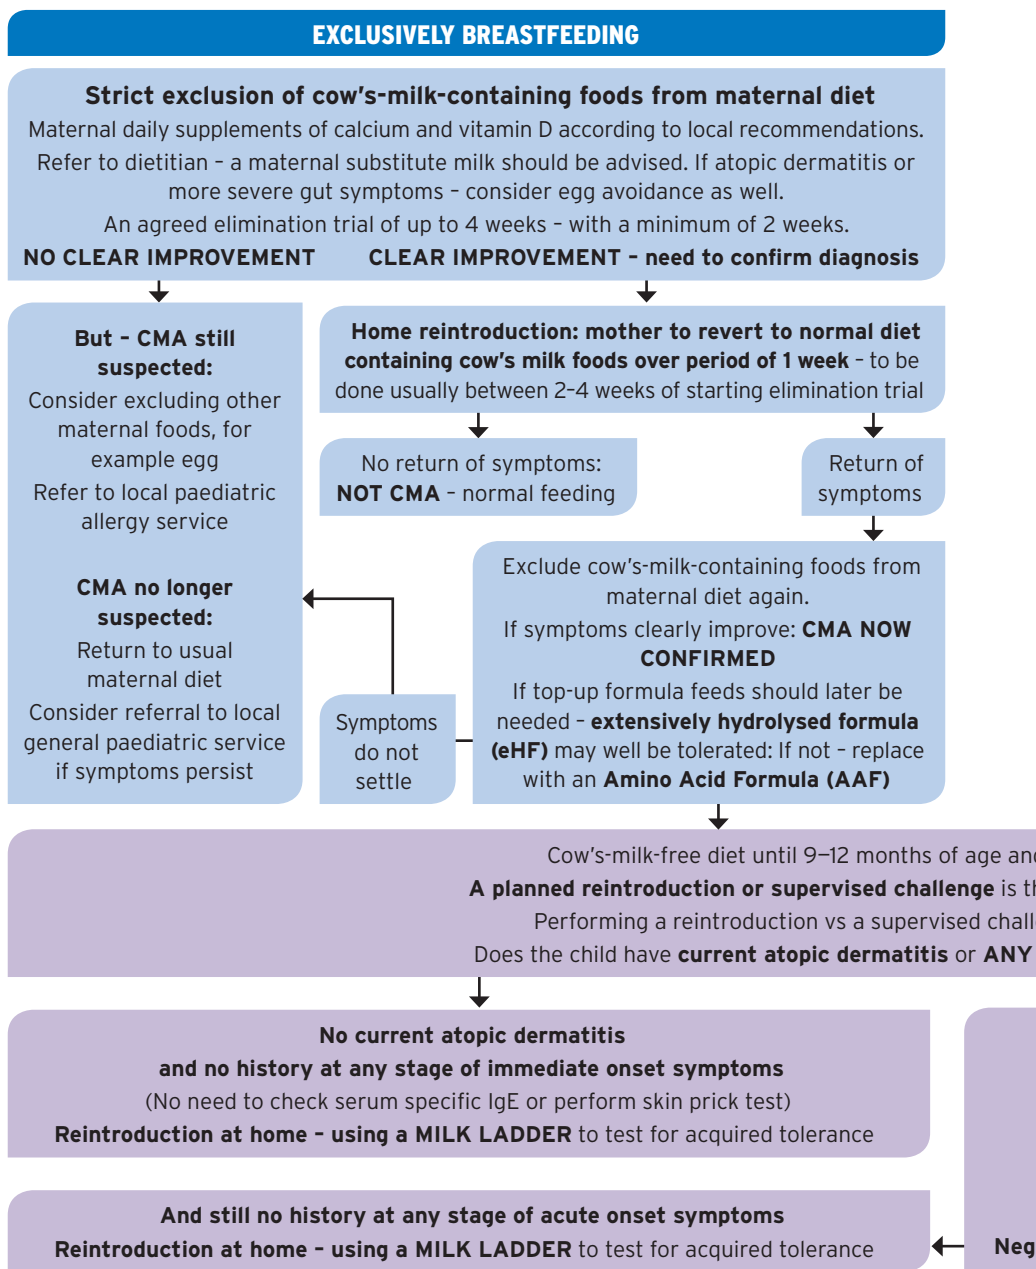 EXCLUSIVELY BREASTFEEDING
Strict exclusion of cow's-milk-containing foods from maternal diet
Maternal daily supplements of calcium and vitamin D according to local recommendations.
Refer to dietitian – a maternal substitute milk should be advised. If atopic dermatitis or
more severe gut symptoms – consider egg avoidance as well.
An agreed elimination trial of up to 4 weeks – with a minimum of 2 weeks.
NO CLEAR IMPROVEMENT
CLEAR IMPROVEMENT – need to confirm diagnosis
But – CMA still
suspected:
Consider excluding other
maternal foods, for
example egg
Refer to local paediatric
allergy service
CMA no longer
suspected:
Return to usual
maternal diet
Consider referral to local
general paediatric service
if symptoms persist
Home reintroduction: mother to revert to normal diet
containing cow's milk foods over period of 1 week – to be
done usually between 2–4 weeks of starting elimination trial
No return of symptoms:
NOT CMA – normal feeding
Return of
symptoms
Exclude cow's-milk-containing foods from
maternal diet again.
If symptoms clearly improve: CMA NOW
CONFIRMED
If top-up formula feeds should later be
needed – extensively hydrolysed formula
(eHF) may well be tolerated: If not – replace
with an Amino Acid Formula (AAF)
Symptoms
do not
settle
Cow's-milk-free diet until 9–12 months of age and
A planned reintroduction or supervised challenge is
Performing a reintroduction vs a supervised
Does the child have current atopic dermatitis or ANY
No current atopic dermatitis
and no history at any stage of immediate onset symptoms
(No need to check serum specific IgE or perform skin prick test)
Reintroduction at home – using a MILK LADDER to test for acquired tolerance
And still no history at any stage of acute onset symptoms
Reintroduction at home – using a MILK LADDER to test for acquired tolerance
Neg